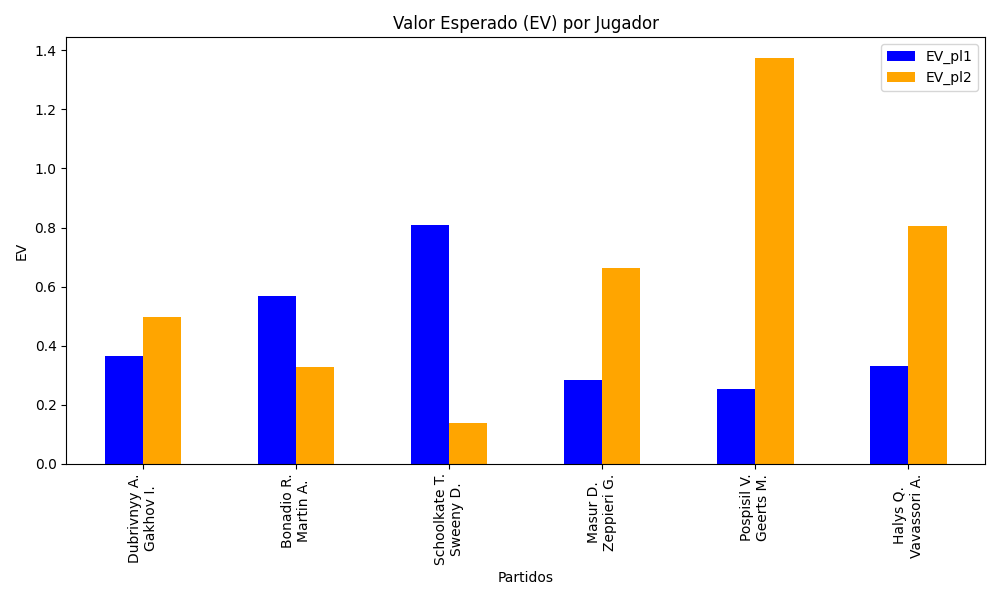 Valor Esperado (EV) por Jugador
EV_pl1
EV_pl2
EV
1.4
1.2
1.0
0.8
0.6
0.4
0.2
0.0
Dubrivnyy A.
Gakhov I.
Bonadio R.
Martin A.
Schoolkate T.
Sweeny D.
Masur D.
Zeppieri G.
Pospisil V.
Geerts M.
Halys Q.
Vavassori A.
Partidos